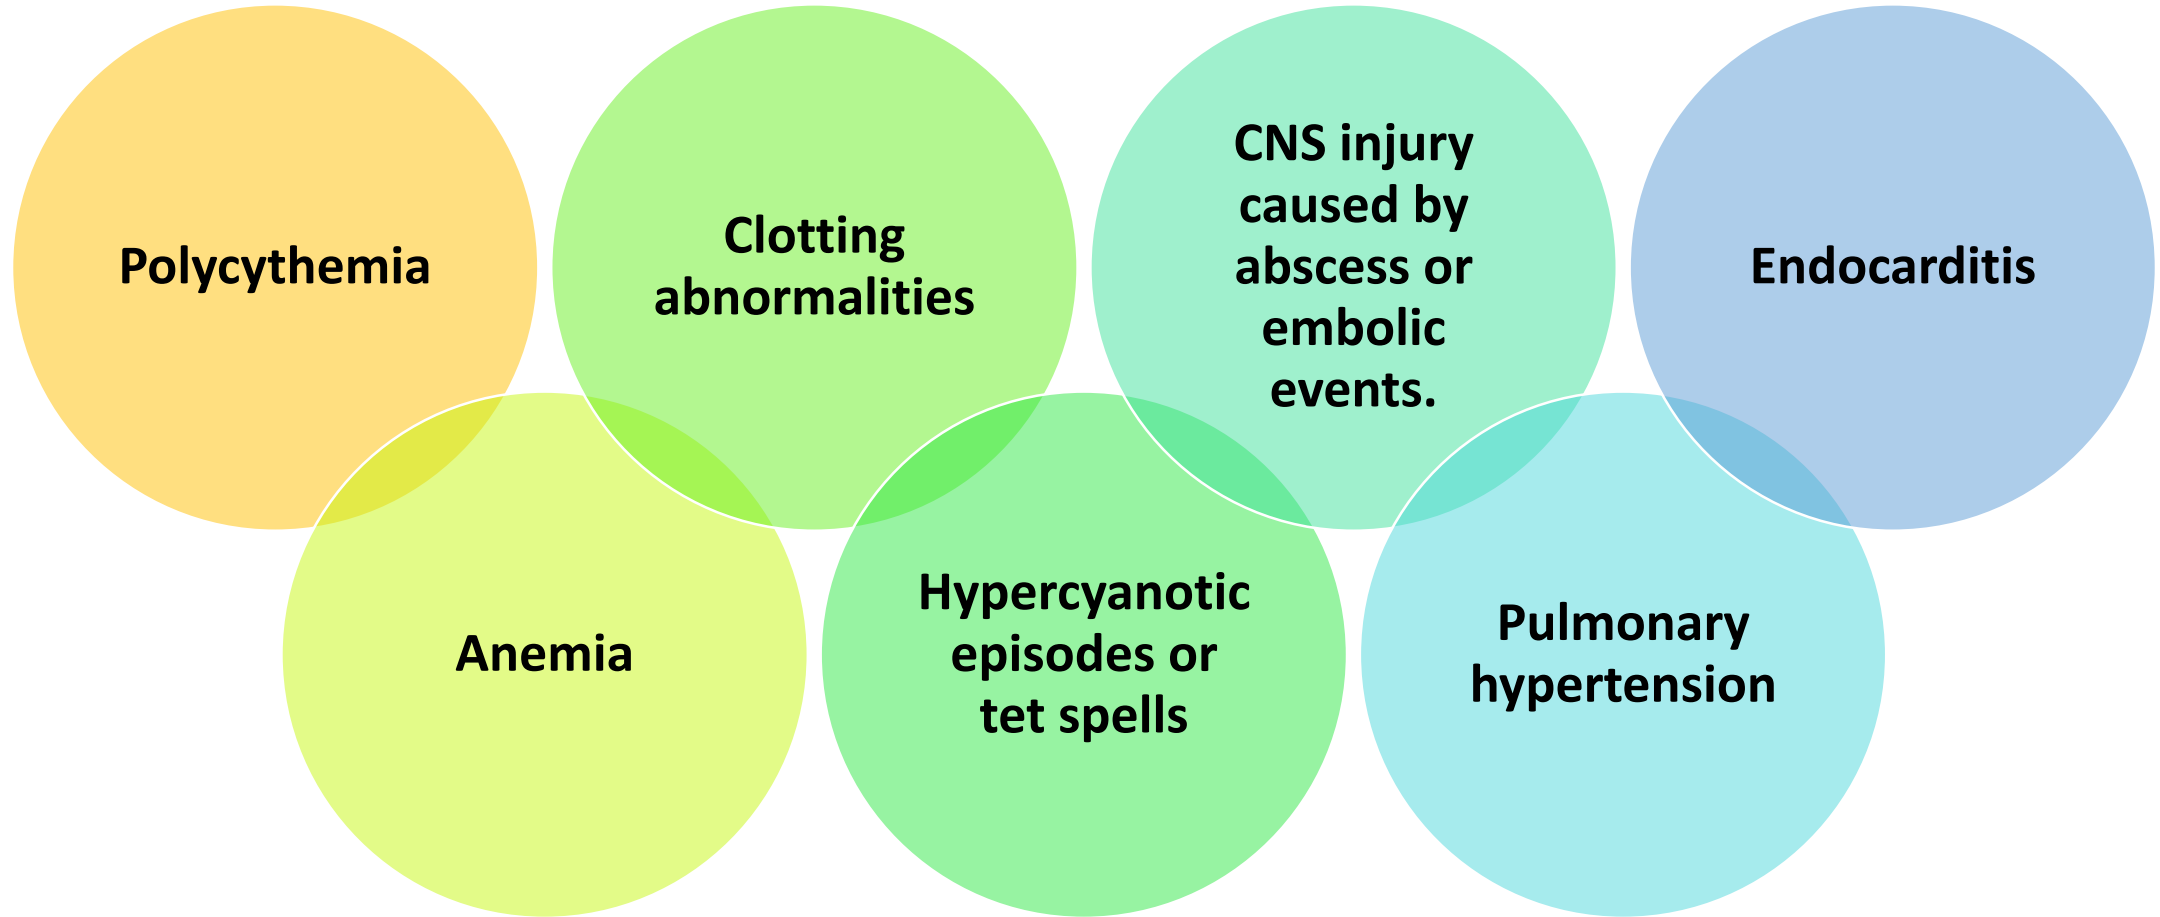 Polycythemia
Clotting
abnormalities
CNS injury
caused by
abscess or
embolic
events.
Endocarditis
Anemia
Hypercyanotic
episodes or
tet spells
Pulmonary
hypertension